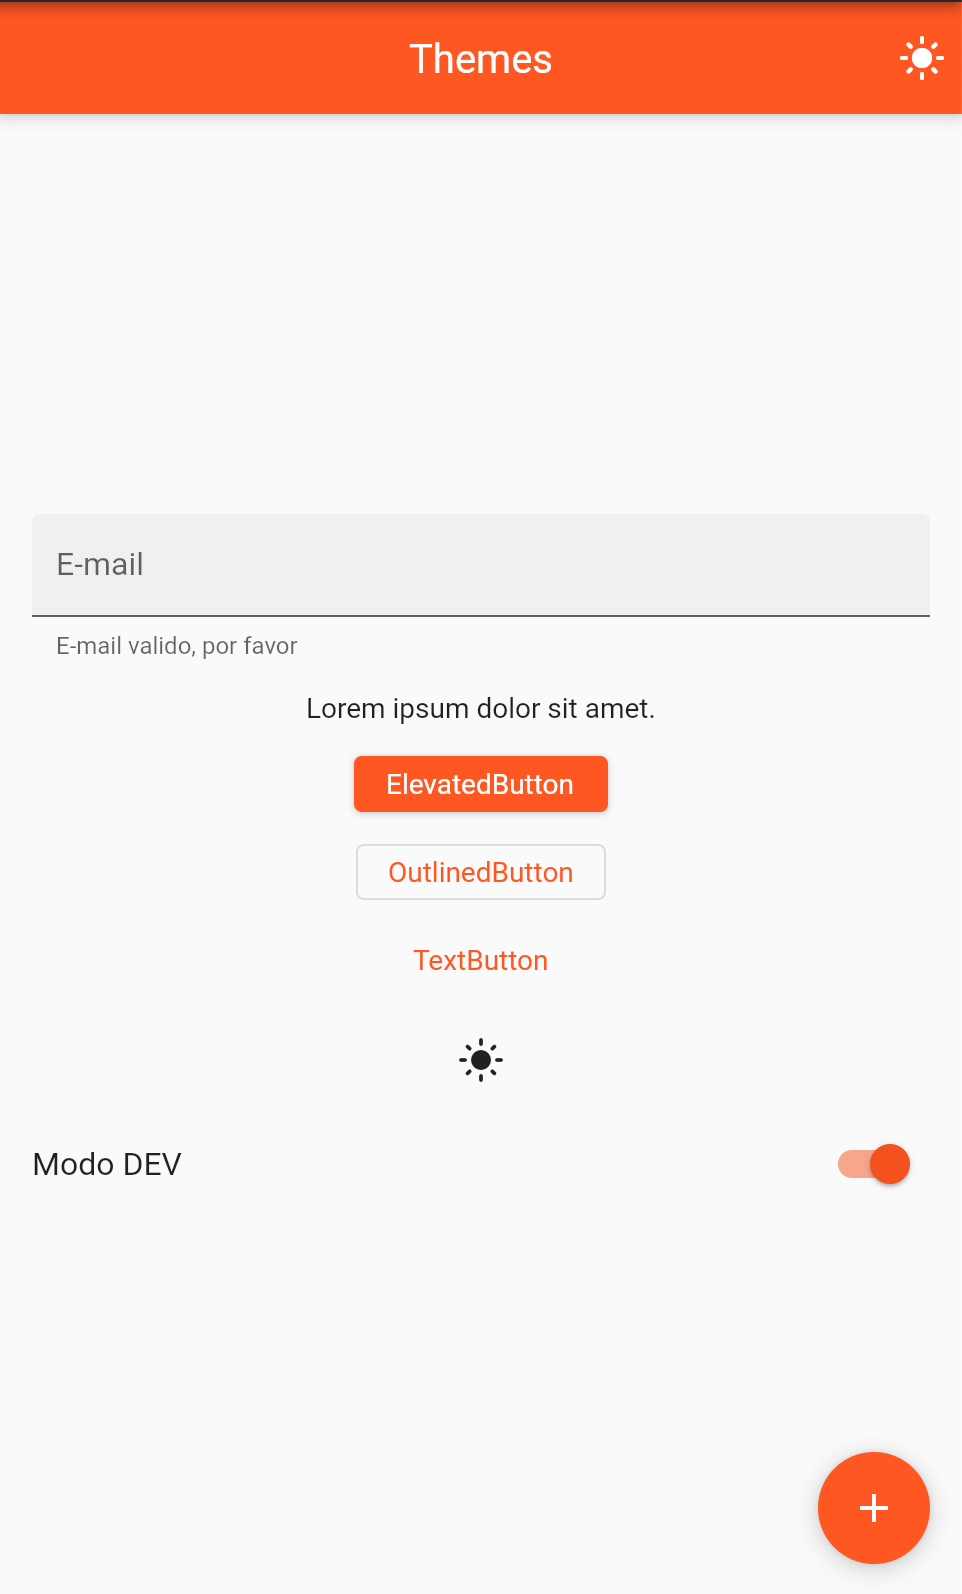 Themes
E-mail
E-mail valido, por favor
Lorem ipsum dolor sit amet.
ElevatedButton
OutlinedButton
TextButton
Modo DEV